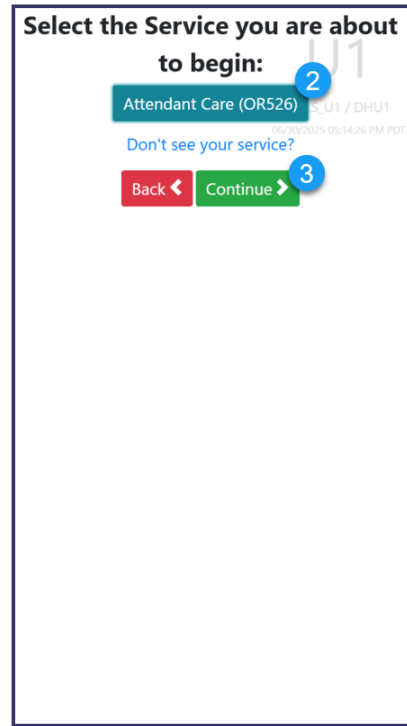 Select the Service you are about
to begin:
U1
2
Attendant Care (OR526)
S_U1 / DHU1
06/30/2025 05:14:26 PM PDT
Don't see your service?
3
Back
Continue